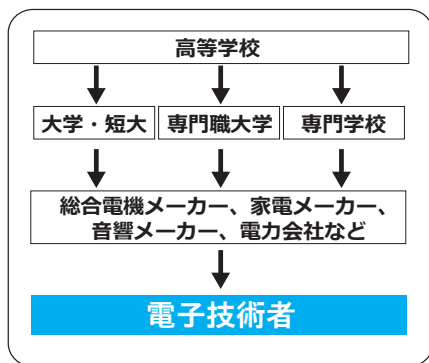 高等学校
大学・短大
専門職大学
専門学校
総合電機メーカー、家電メーカー、
音響メーカー、電力会社など
電子技術者